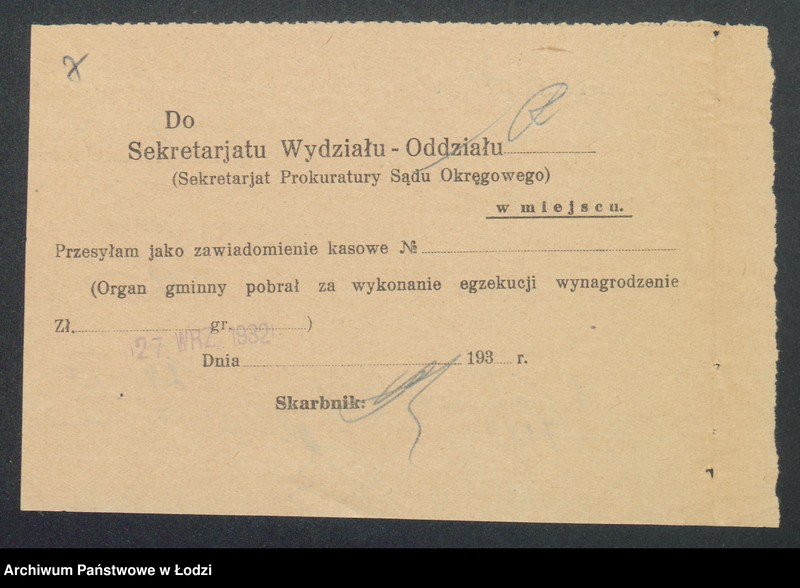 Do
Sekretarjatu Wydziału - Oddziału
(Sekretarjat Prokuratury Sądu Okręgowego)
w miejscu.
Przesyłam jako zawiadomienie kasowe №
(Organ gminny pobrał za wykonanie egzekucji wynagrodzenie
Zł. gr. )
27 WRZ. 1932
Dnia 193 r.
Skarbnik:
Archiwum Państwowe w Łodzi